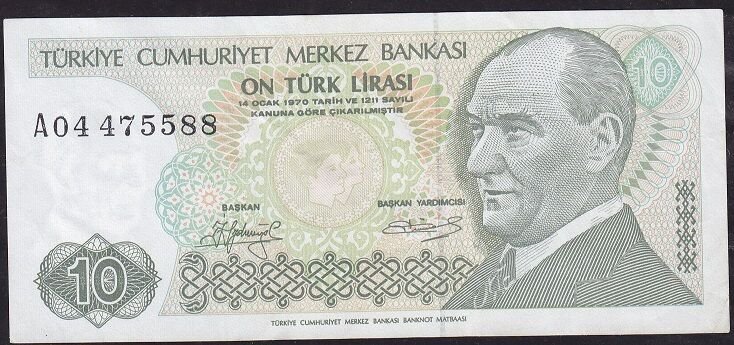 TÜRKİYE CUMHURİYET MERKEZ BANKASI
10
ON TÜRK LİRASI
14 OCAK 1970 TARİH VE 1211 SAYILI
KANUNA GÖRE ÇIKARILMIŞTIR
A04 475588
BAŞKAN
BAŞKAN YARDIMCISI
10
TÜRKİYE CUMHURİYET MERKEZ BANKASI BANKNOT MATBAASI